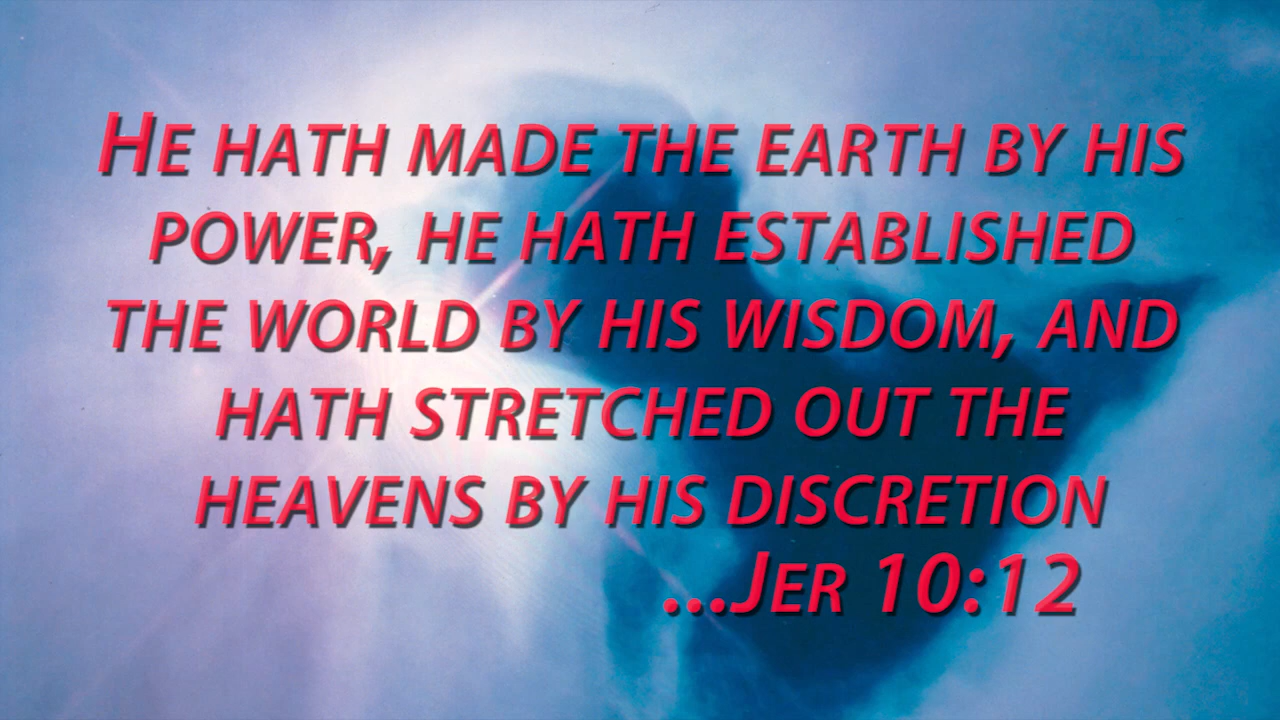 He hath made the earth by his
power, he hath established
the world by his wisdom, and
hath stretched out the
heavens by his discretion
...Jer 10:12